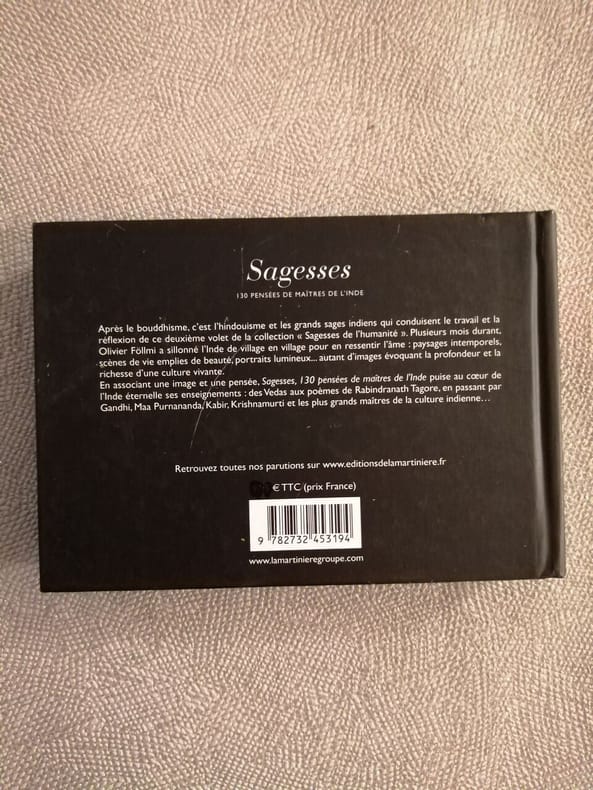 Sagesses
130 PENSÉES DE MAÎTRES DE L'INDE
Après le bouddhisme, c'est l'hindouisme et les grands sages indiens qui conduisent le travail et la
réflexion de ce deuxième volet de la collection « Sagesses de l'humanité ». Plusieurs mois durant,
Olivier Föllmi a sillonné l'Inde de village en village pour en ressentir l'âme : paysages intemporels,
scènes de vie emplies de beauté, portraits lumineux... autant d'images évoquant la profondeur et la
richesse d'une culture vivante.
En associant une image et une pensée, Sagesses, 130 pensées de maîtres de l'Inde puise au cœur de
l'Inde éternelle ses enseignements : des Vedas aux poèmes de Rabindranath Tagore, en passant par
Gandhi, Maa Purnananda, Kabir, Krishnamurti et les plus grands maîtres de la culture indienne...
Retrouvez toutes nos parutions sur www.editionsdelamartiniere.fr
€ TTC (prix France)
9 782732 453194
www.lamartinieregroupe.com